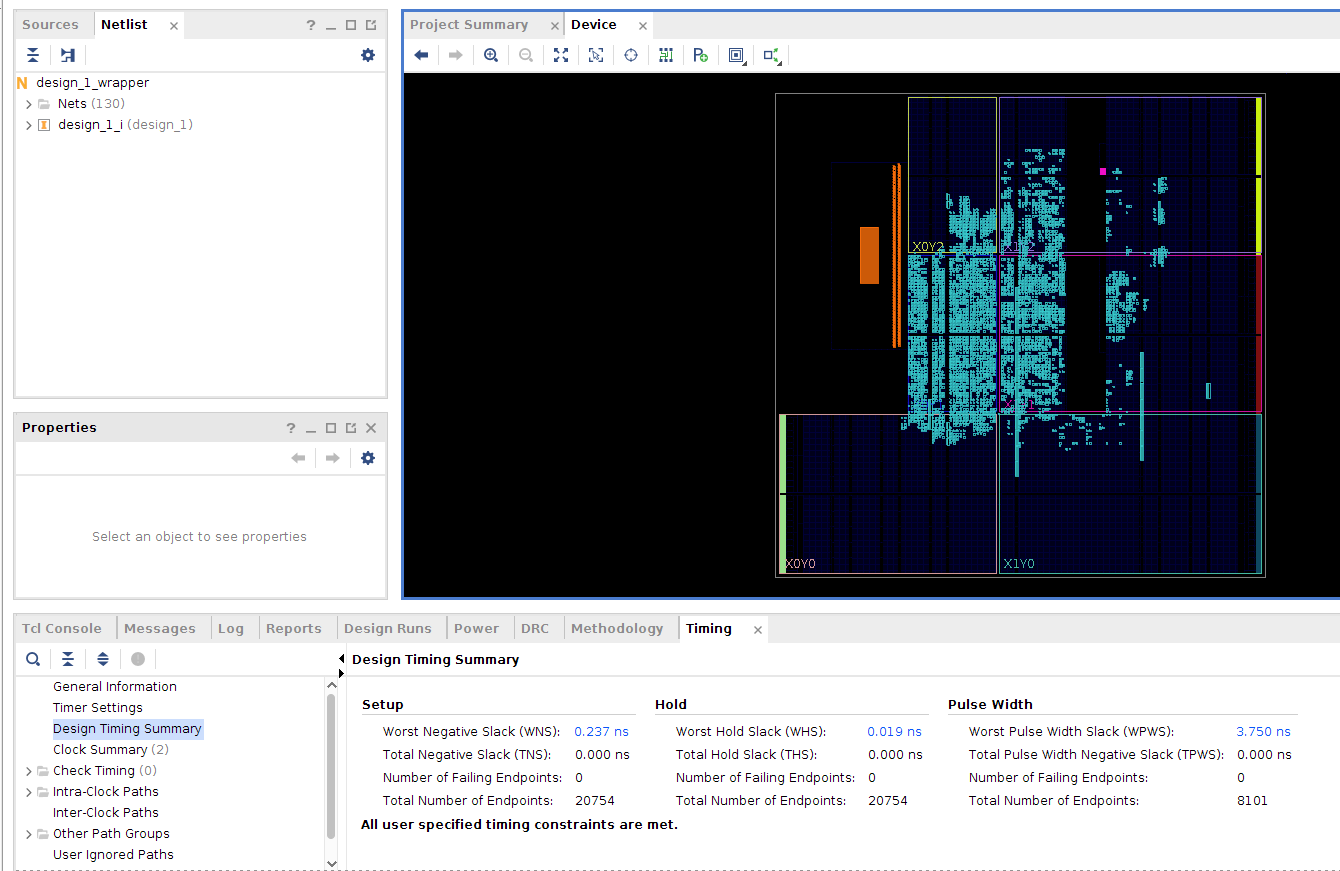 Sources Netlist
design_1_wrapper
Nets (130)
design_1_i (design_1)
Properties
Select an object to see properties
Project Summary Device
X0Y2
X0Y0 X1Y0
Tcl Console Messages Log Reports Design Runs Power DRC Methodology Timing
General Information
Timer Settings
Design Timing Summary
Clock Summary (2)
Check Timing (0)
Intra-Clock Paths
Inter-Clock Paths
Other Path Groups
User Ignored Paths
Design Timing Summary
Setup Hold Pulse Width
Worst Negative Slack (WNS): 0.237 ns Worst Hold Slack (WHS): 0.019 ns Worst Pulse Width Slack (WPWS): 3.750 ns
Total Negative Slack (TNS): 0.000 ns Total Hold Slack (THS): 0.000 ns Total Pulse Width Negative Slack (TPWS): 0.000 ns
Number of Failing Endpoints: 0 Number of Failing Endpoints: 0 Number of Failing Endpoints: 0
Total Number of Endpoints: 20754 Total Number of Endpoints: 20754 Total Number of Endpoints: 8101
All user specified timing constraints are met.